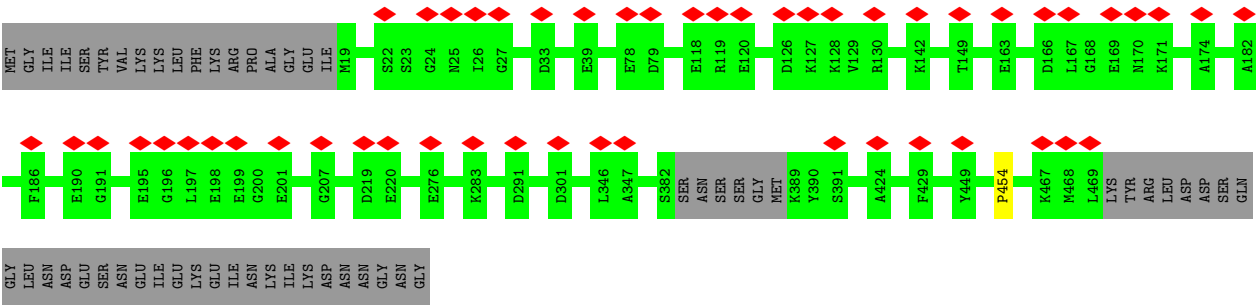 MET GLY ILE ILE SER TYR VAL LYS LYS LEU PHE LYS ARG PRO ALA GLY GLU ILE M19 S22 S23 G24 N25 I26 G27 D33 E39 E78 D79 E118 R119 E120 D126 K127 K128 V129 R130 K142 T149 E163 D166 L167 G168 E169 N170 K171 A174 A182
F186 E190 G191 E195 G196 L197 E198 E199 G200 E201 G207 D219 E220 E276 K283 D291 D301 L346 A347 S382 SER ASN SER SER GLY MET K389 Y390 S391 A424 F429 Y449 P454 K467 M468 L469 LYS TYR ARG LEU ASP ASP SER GLN
GLY LEU ASN ASP GLU SER ASN GLU ILE GLU LYS GLU ILE ASN LYS ILE LYS ASP ASN ASN GLY ASN GLY